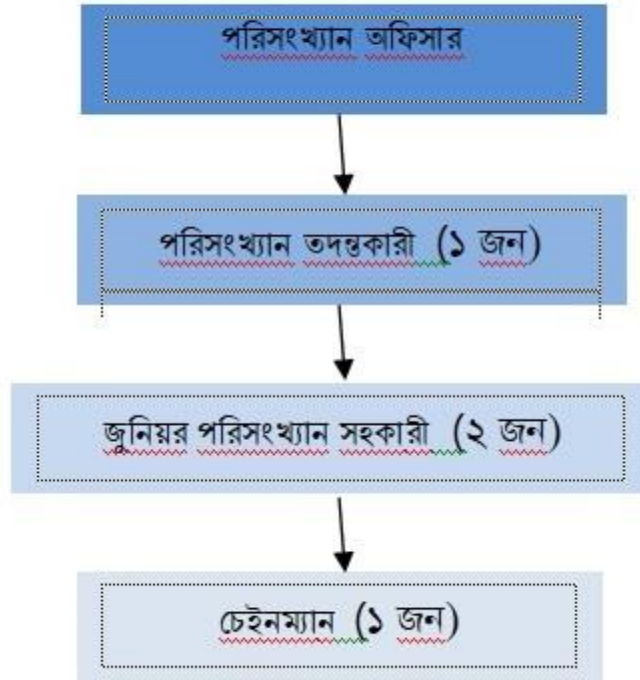 পরিসংখ্যান অফিসার
পরিসংখ্যান তদন্তকারী (১ জন)
জুনিয়র পরিসংখ্যান সহকারী (২ জন)
চেইনম্যান (১ জন)